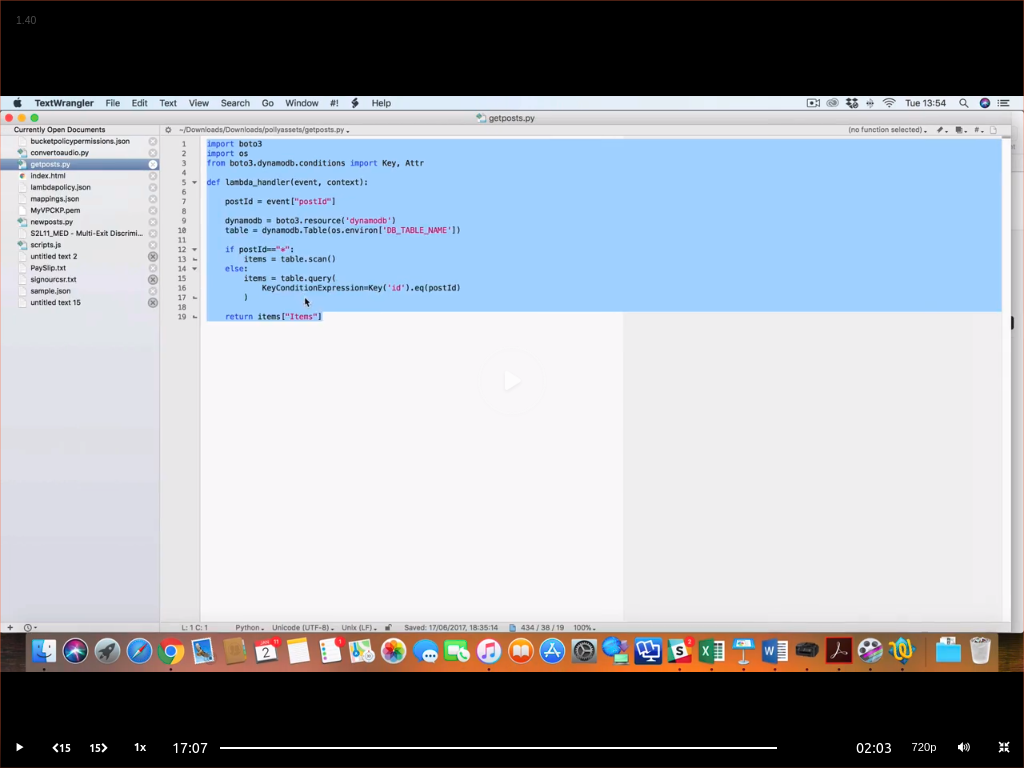 1.40
TextWrangler File Edit Text View Search Go Window #! Help Tue 13:54
getposts.py
Currently Open Documents
~/Downloads/Downloads/pollyassets/getposts.py
(no function selected)
bucketpolicypermissions.json
convertoaudio.py
getposts.py
index.html
lambdapolicy.json
mappings.json
MyVPCKP.pem
newposts.py
S2L11_MED - Multi-Exit Discrimi...
scripts.js
untitled text 2
PaySlip.txt
signourcsr.txt
sample.json
untitled text 15
1 import boto3
2 import os
3 from boto3.dynamodb.conditions import Key, Attr
4
5 def lambda_handler(event, context):
6
7 postId = event["postId"]
8
9 dynamodb = boto3.resource('dynamodb')
10 table = dynamodb.Table(os.environ['DB_TABLE_NAME'])
11
12 if postId=="*":
13 items = table.scan()
14 else:
15 items = table.query(
16 KeyConditionExpression=Key('id').eq(postId)
17 )
18
19 return items["Items"]
L: 1 C: 1 Python Unicode (UTF-8) Unix (LF) Saved: 17/06/2017, 18:35:14 434 / 38 / 19 100%
15 15 1x 17:07 02:03 720p